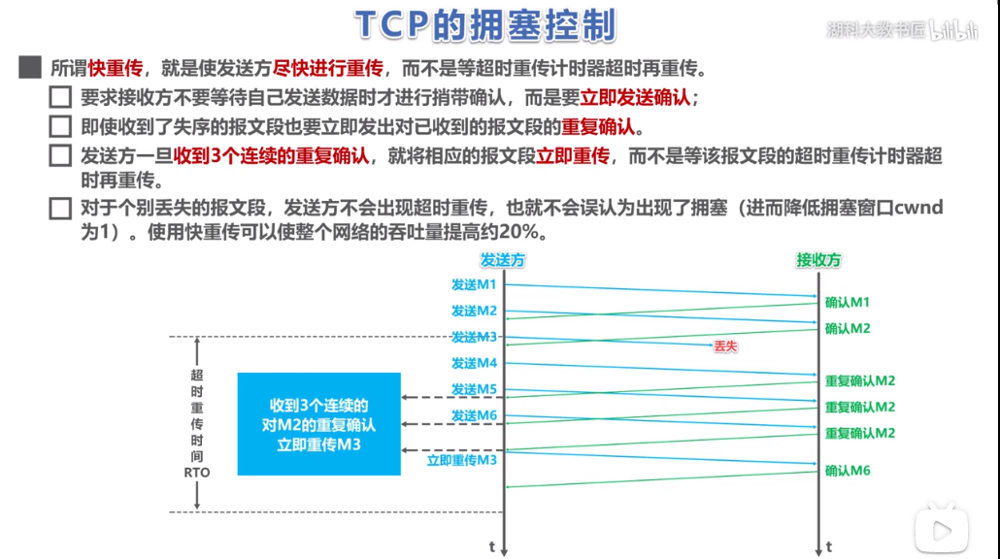 TCP的拥塞控制
湖科大教书匠 bilibili
所谓快重传，就是使发送方尽快进行重传，而不是等超时重传计时器超时再重传。
要求接收方不要等待自己发送数据时才进行捎带确认，而是要立即发送确认；
即使收到了失序的报文段也要立即发出对已收到的报文段的重复确认。
发送方一旦收到3个连续的重复确认，就将相应的报文段立即重传，而不是等该报文段的超时重传计时器超
时再重传。
对于个别丢失的报文段，发送方不会出现超时重传，也就不会误认为出现了拥塞（进而降低拥塞窗口cwnd
为1）。使用快重传可以使整个网络的吞吐量提高约20%。
发送方
接收方
发送M1
确认M1
发送M2
确认M2
发送M3
丢失
发送M4
重复确认M2
发送M5
重复确认M2
发送M6
重复确认M2
立即重传M3
确认M6
超时重传时间
RTO
收到3个连续的
对M2的重复确认
立即重传M3
t
t